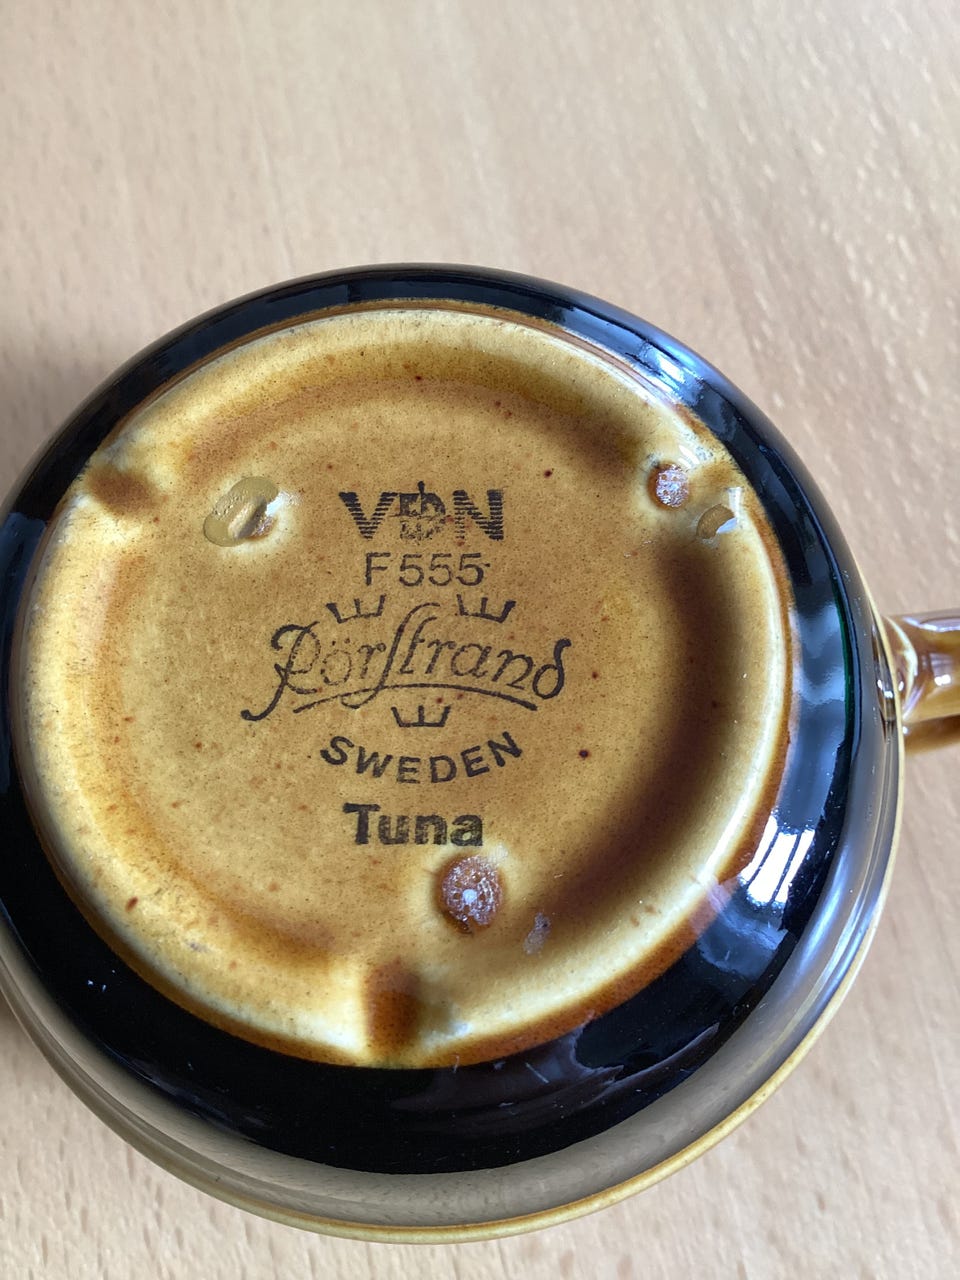 VDN
F555
Rörstrand
SWEDEN
Tuna